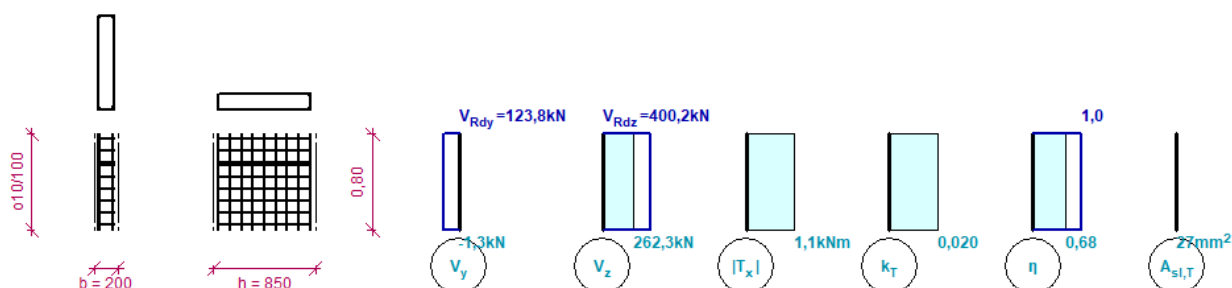 V_Rdy =123,8kN
V_Rdz =400,2kN
1,0
o10/100
0,80
-1,3kN
262,3kN
1,1kNm
0,020
0,68
27mm²
V_y
V_z
|T_x|
k_T
η
A_sl,T
b = 200
h = 850